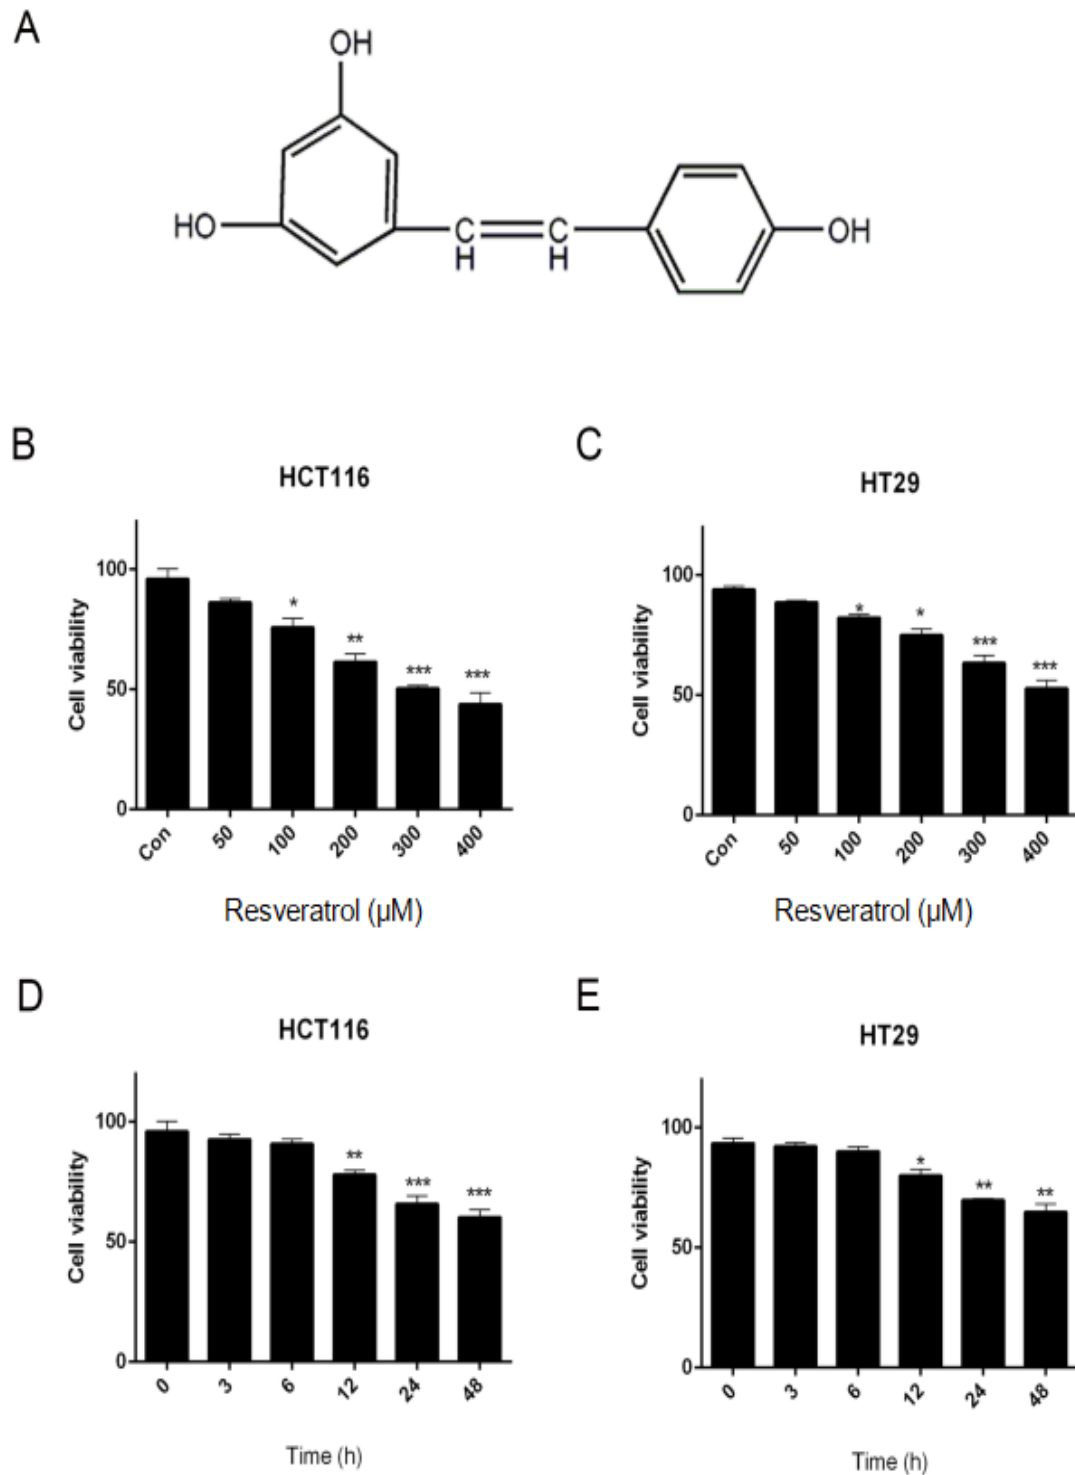 A
OH
HO
C
H
C
H
OH
B
HCT116
Cell viability
100
50
0
*
**
***
***
Con
50
100
200
300
400
Resveratrol (µM)
C
HT29
Cell viability
100
50
0
*
*
***
***
Con
50
100
200
300
400
Resveratrol (µM)
D
HCT116
Cell viability
100
50
0
**
***
***
0
3
6
12
24
48
Time (h)
E
HT29
Cell viability
100
50
0
*
**
**
0
3
6
12
24
48
Time (h)